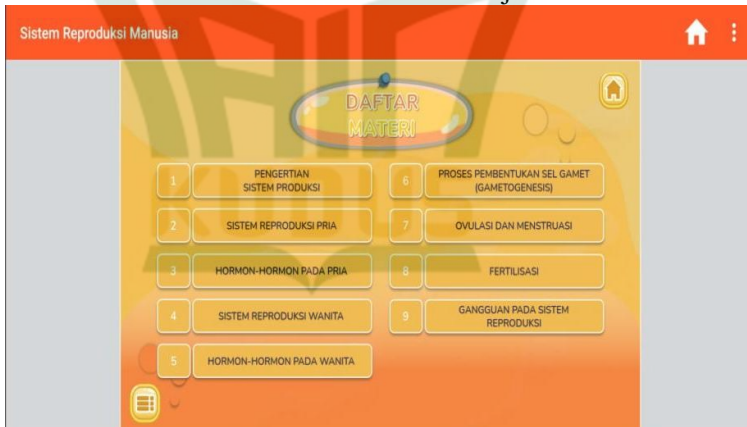 Sistem Reproduksi Manusia
DAFTAR
MATERI
1
PENGERTIAN
SISTEM PRODUKSI
2
SISTEM REPRODUKSI PRIA
3
HORMON-HORMON PADA PRIA
4
SISTEM REPRODUKSI WANITA
5
HORMON-HORMON PADA WANITA
6
PROSES PEMBENTUKAN SEL GAMET
(GAMETOGENESIS)
7
OVULASI DAN MENSTRUASI
8
FERTILISASI
9
GANGGUAN PADA SISTEM
REPRODUKSI
KUDUS